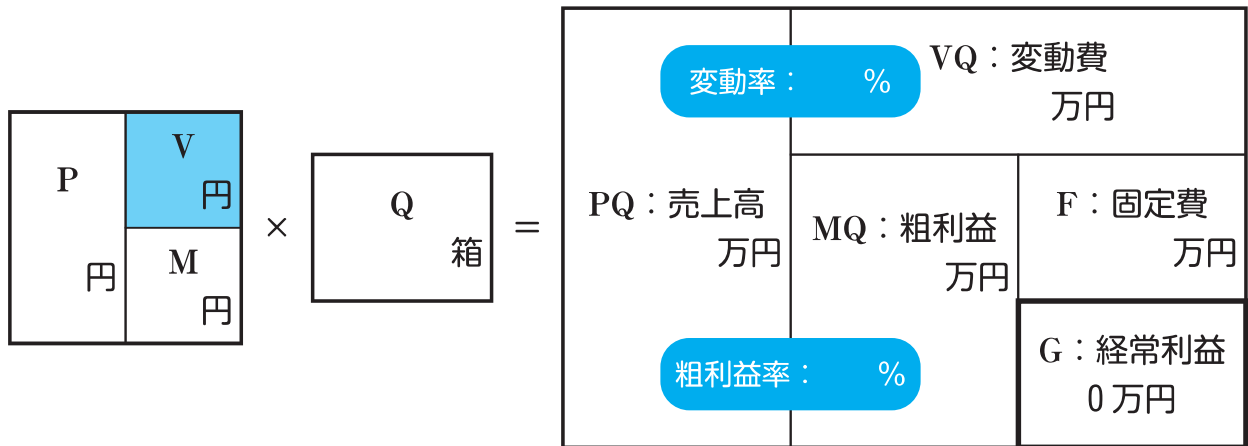 P
円
V
円
M
円
×
Q
箱
=
PQ：売上高
万円
変動率： %
粗利益率： %
VQ：変動費
万円
MQ：粗利益
万円
F：固定費
万円
G：経常利益
0万円